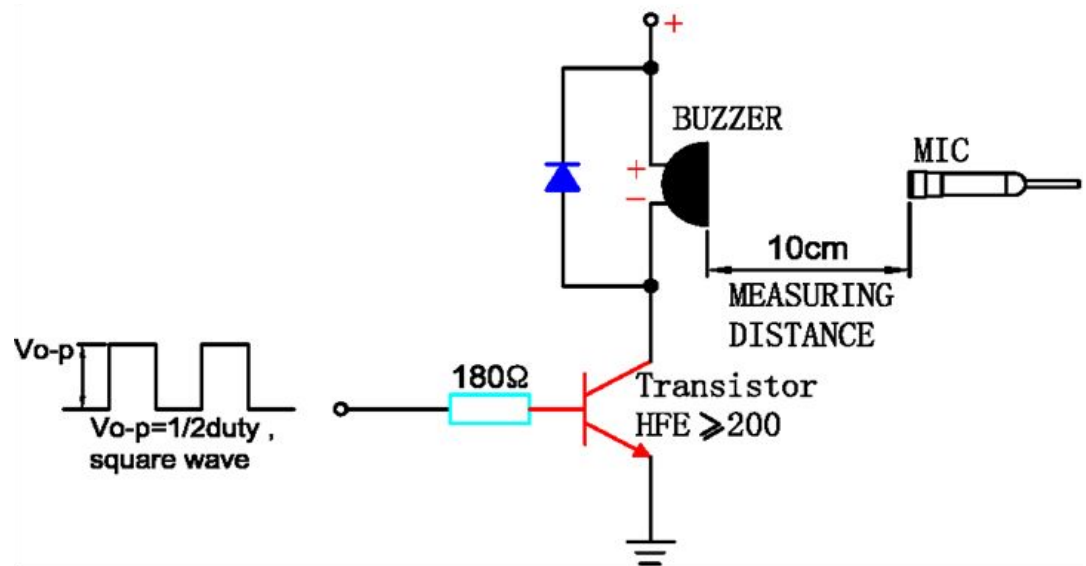 +
BUZZER
MIC
+
−
10cm
MEASURING
DISTANCE
Vo-p
180Ω
Transistor
HFE ⩾200
Vo-p=1/2duty ,
square wave